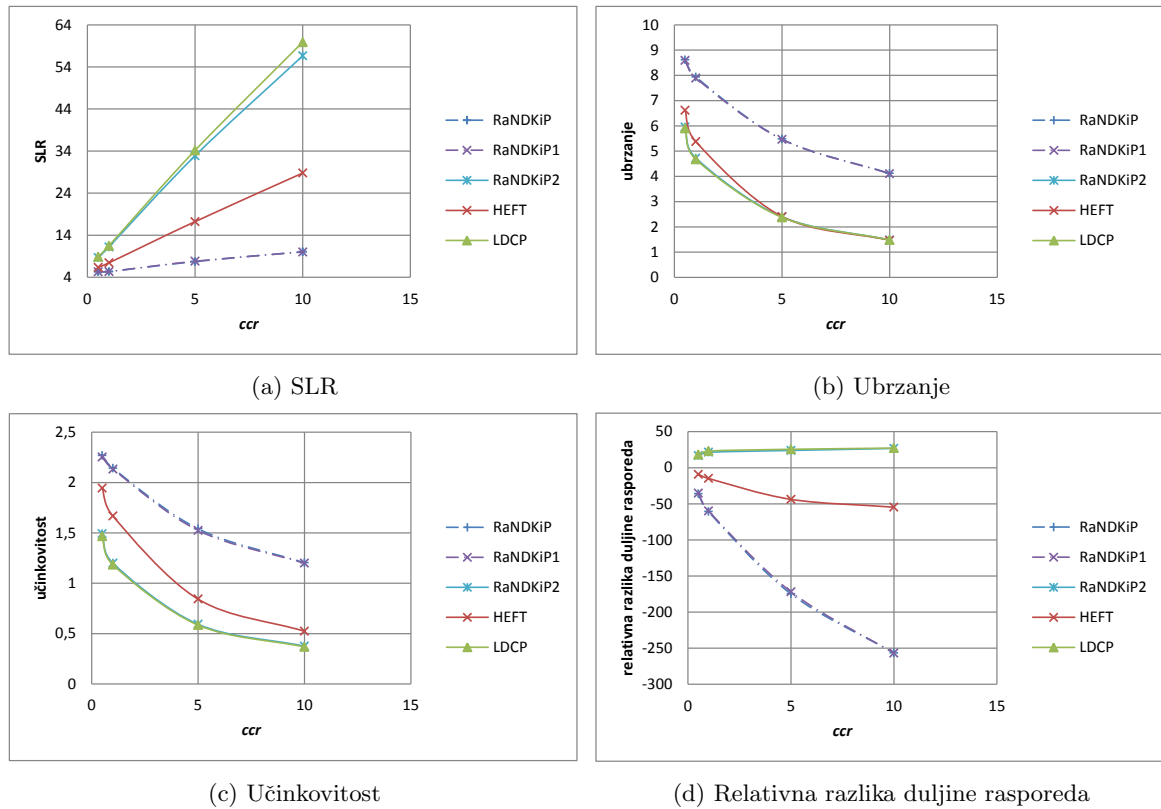 64
54
44
34
24
14
4
SLR
0
5
10
15
ccr
RaNDKiP
RaNDKiP1
RaNDKiP2
HEFT
LDCP
(a) SLR
10
9
8
7
6
5
4
3
2
1
0
ubrzanje
0
5
10
15
ccr
RaNDKiP
RaNDKiP1
RaNDKiP2
HEFT
LDCP
(b) Ubrzanje
2,5
2
1,5
1
0,5
0
učinkovitost
0
5
10
15
ccr
RaNDKiP
RaNDKiP1
RaNDKiP2
HEFT
LDCP
(c) Učinkovitost
50
0
-50
-100
-150
-200
-250
-300
relativna razlika duljine rasporeda
0
5
10
15
ccr
RaNDKiP
RaNDKiP1
RaNDKiP2
HEFT
LDCP
(d) Relativna razlika duljine rasporeda